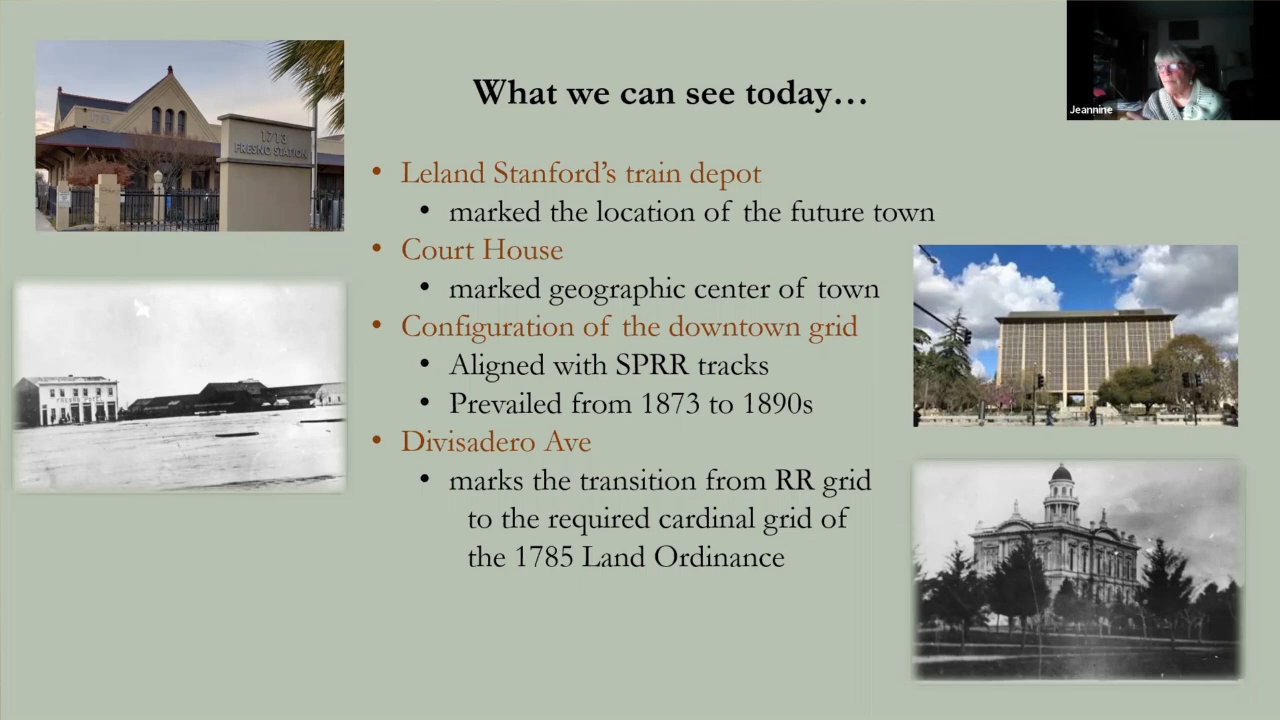 What we can see today…
Jeannine
1713
FRESNO STATION
• Leland Stanford’s train depot
• marked the location of the future town
• Court House
• marked geographic center of town
• Configuration of the downtown grid
• Aligned with SPRR tracks
• Prevailed from 1873 to 1890s
• Divisadero Ave
• marks the transition from RR grid
to the required cardinal grid of
the 1785 Land Ordinance
FRESNO HOTEL